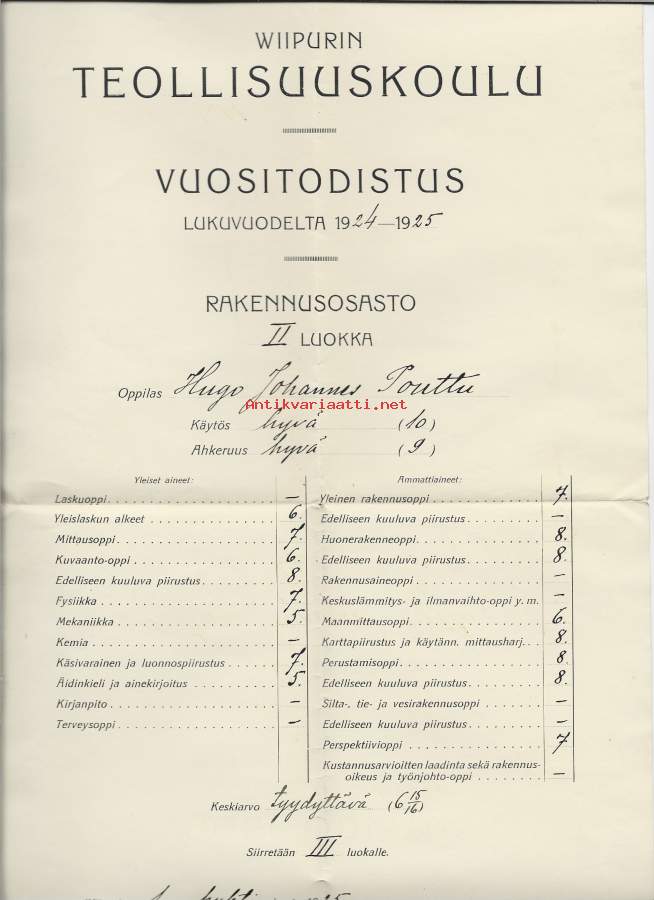 WIIPURIN
TEOLLISUUSKOULU
VUOSITODISTUS
LUKUVUODELTA 1924—1925
RAKENNUSOSASTO
II LUOKKA
Oppilas Hugo Johannes Pouttu
Antikvariaatti.net
Käytös hyvä (10)
Ahkeruus hyvä (9)
Yleiset aineet:
Laskuoppi —
Yleislaskun alkeet 6.
Mittausoppi 7.
Kuvaanto-oppi 6.
Edelliseen kuuluva piirustus 8.
Fysiikka 7.
Mekaniikka 5.
Kemia —
Käsivarainen ja luonnospiirustus 7.
Äidinkieli ja ainekirjoitus 5.
Kirjanpito —
Terveysoppi —
Ammattiaineet:
Yleinen rakennusoppi 7.
Edelliseen kuuluva piirustus —
Huonerakenneoppi 8.
Edelliseen kuuluva piirustus 8.
Rakennusaineoppi —
Keskuslämmitys- ja ilmanvaihto-oppi y. m. —
Maanmittausoppi 6.
Karttapiirustus ja käytänn. mittausharj. 8.
Perustamisoppi 8.
Edelliseen kuuluva piirustus 8.
Silta-, tie- ja vesirakennusoppi —
Edelliseen kuuluva piirustus —
Perspektiivioppi 7
Kustannusarvioitten laadinta sekä rakennus-
oikeus ja työnjohto-oppi —
Keskiarvo tyydyttävä (6 15/16)
Siirretään III luokalle.